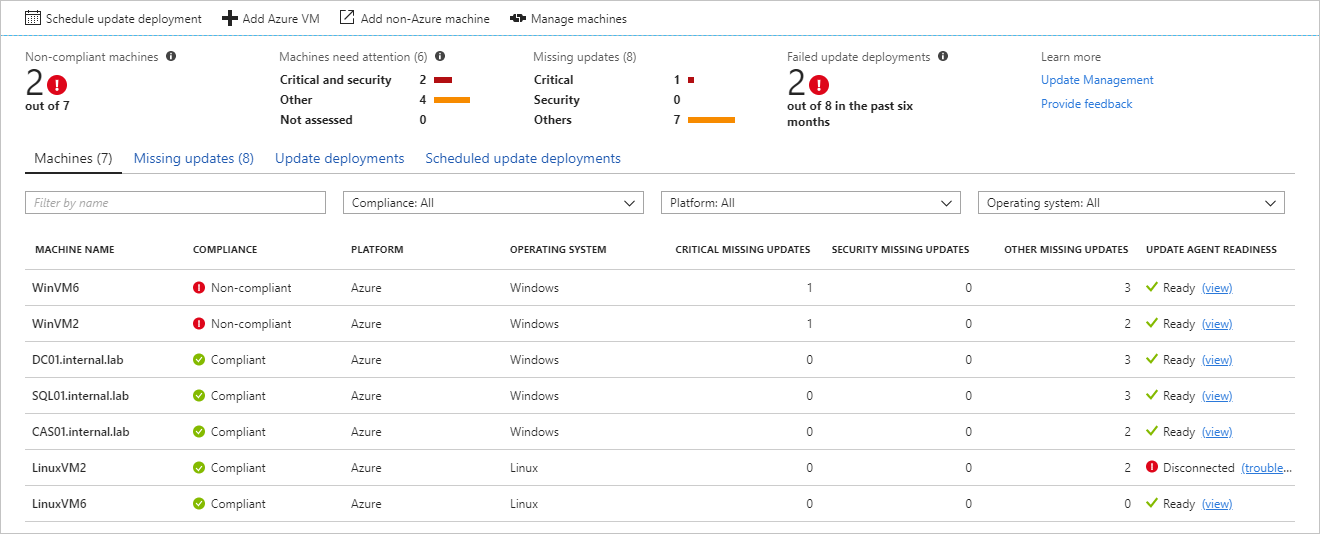 Schedule update deployment Add Azure VM Add non-Azure machine Manage machines
Non-compliant machines Machines need attention (6) Missing updates (8) Failed update deployments Learn more
2 Critical and security 2 Critical 1 2 Update Management
out of 7 Other 4 Security 0 out of 8 in the past six Provide feedback
Not assessed 0 Others 7 months
Machines (7) Missing updates (8) Update deployments Scheduled update deployments
Filter by name Compliance: All Platform: All Operating system: All
MACHINE NAME COMPLIANCE PLATFORM OPERATING SYSTEM CRITICAL MISSING UPDATES SECURITY MISSING UPDATES OTHER MISSING UPDATES UPDATE AGENT READINESS
WinVM6 Non-compliant Azure Windows 1 0 3 Ready (view)
WinVM2 Non-compliant Azure Windows 1 0 2 Ready (view)
DC01.internal.lab Compliant Azure Windows 0 0 3 Ready (view)
SQL01.internal.lab Compliant Azure Windows 0 0 3 Ready (view)
CAS01.internal.lab Compliant Azure Windows 0 0 2 Ready (view)
LinuxVM2 Compliant Azure Linux 0 0 2 Disconnected (trouble...
LinuxVM6 Compliant Azure Linux 0 0 0 Ready (view)